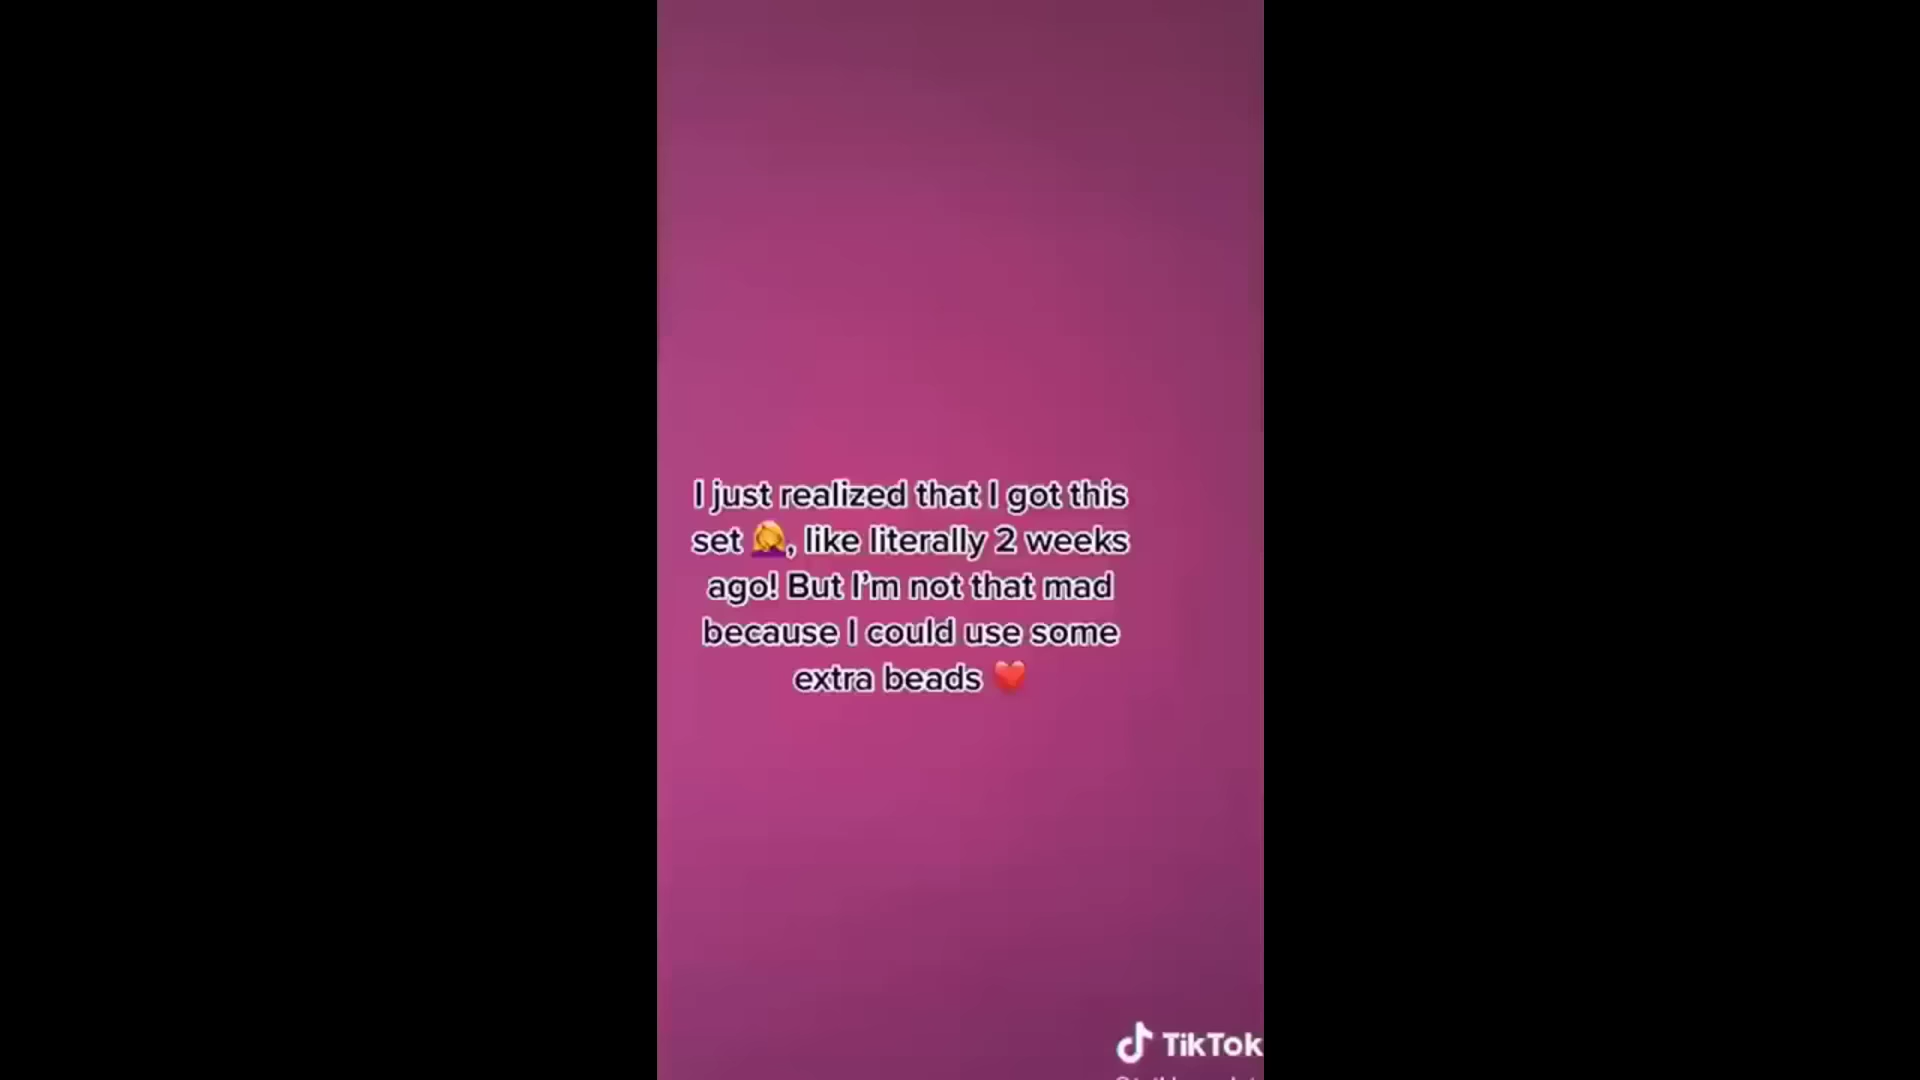 I just realized that I got this
set 🤦‍♀️, like literally 2 weeks
ago! But I’m not that mad
because I could use some
extra beads ❤️
TikTok